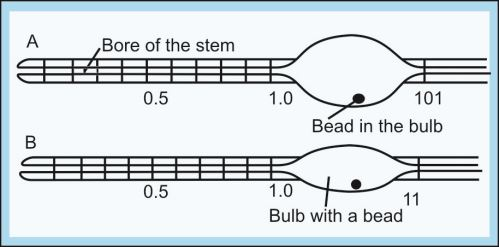 A
Bore of the stem
0.5 1.0 101
Bead in the bulb
B
0.5 1.0 11
Bulb with a bead